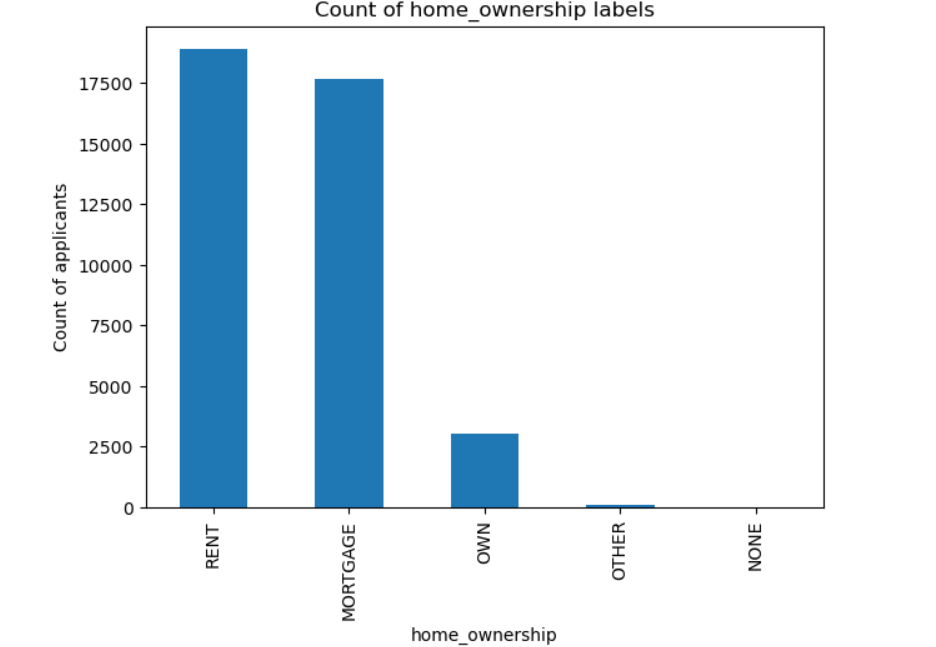 Count of home_ownership labels
Count of applicants
17500
15000
12500
10000
7500
5000
2500
0
RENT
MORTGAGE
OWN
OTHER
NONE
home_ownership